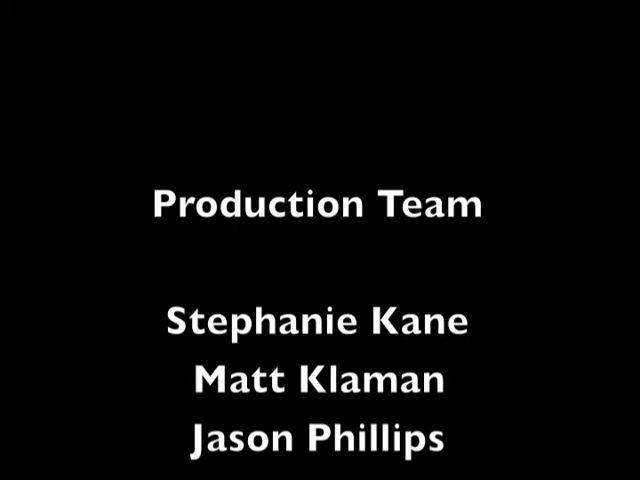 Production Team
Stephanie Kane
Matt Klaman
Jason Phillips